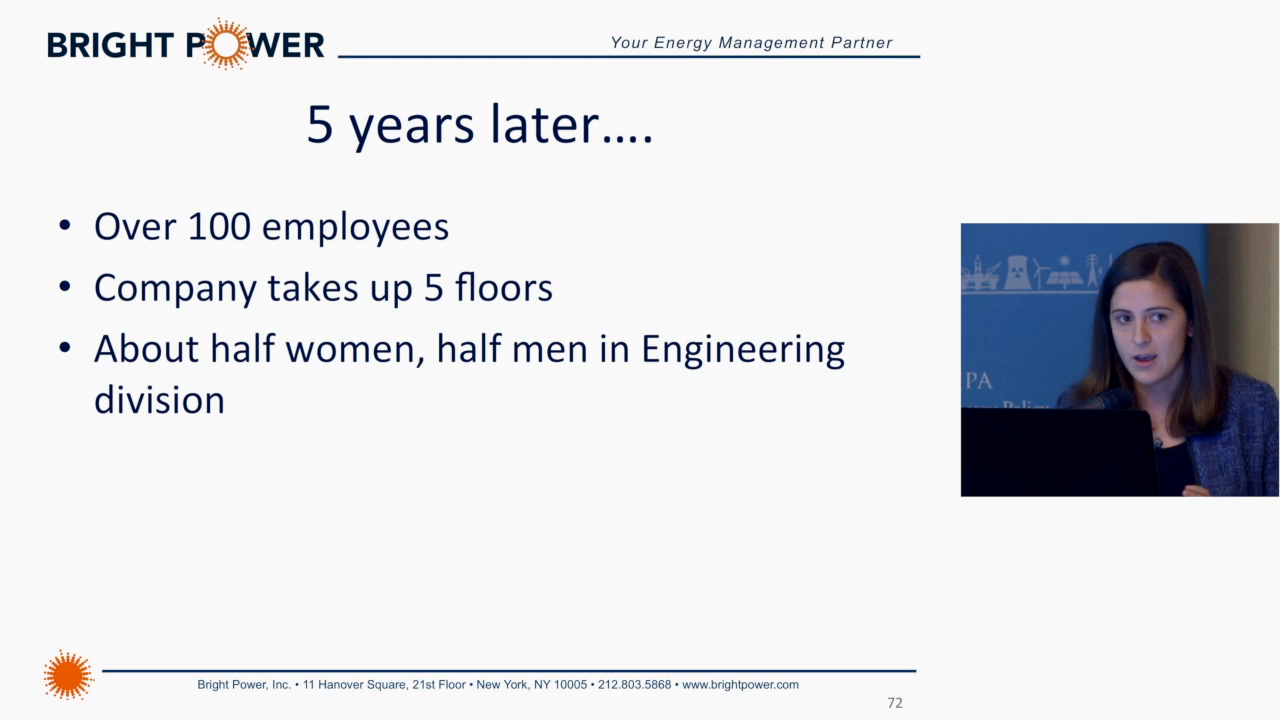 BRIGHT POWER
Your Energy Management Partner
5 years later....
• Over 100 employees
• Company takes up 5 floors
• About half women, half men in Engineering
division
PA
Policy
Bright Power, Inc. • 11 Hanover Square, 21st Floor • New York, NY 10005 • 212.803.5868 • www.brightpower.com
72